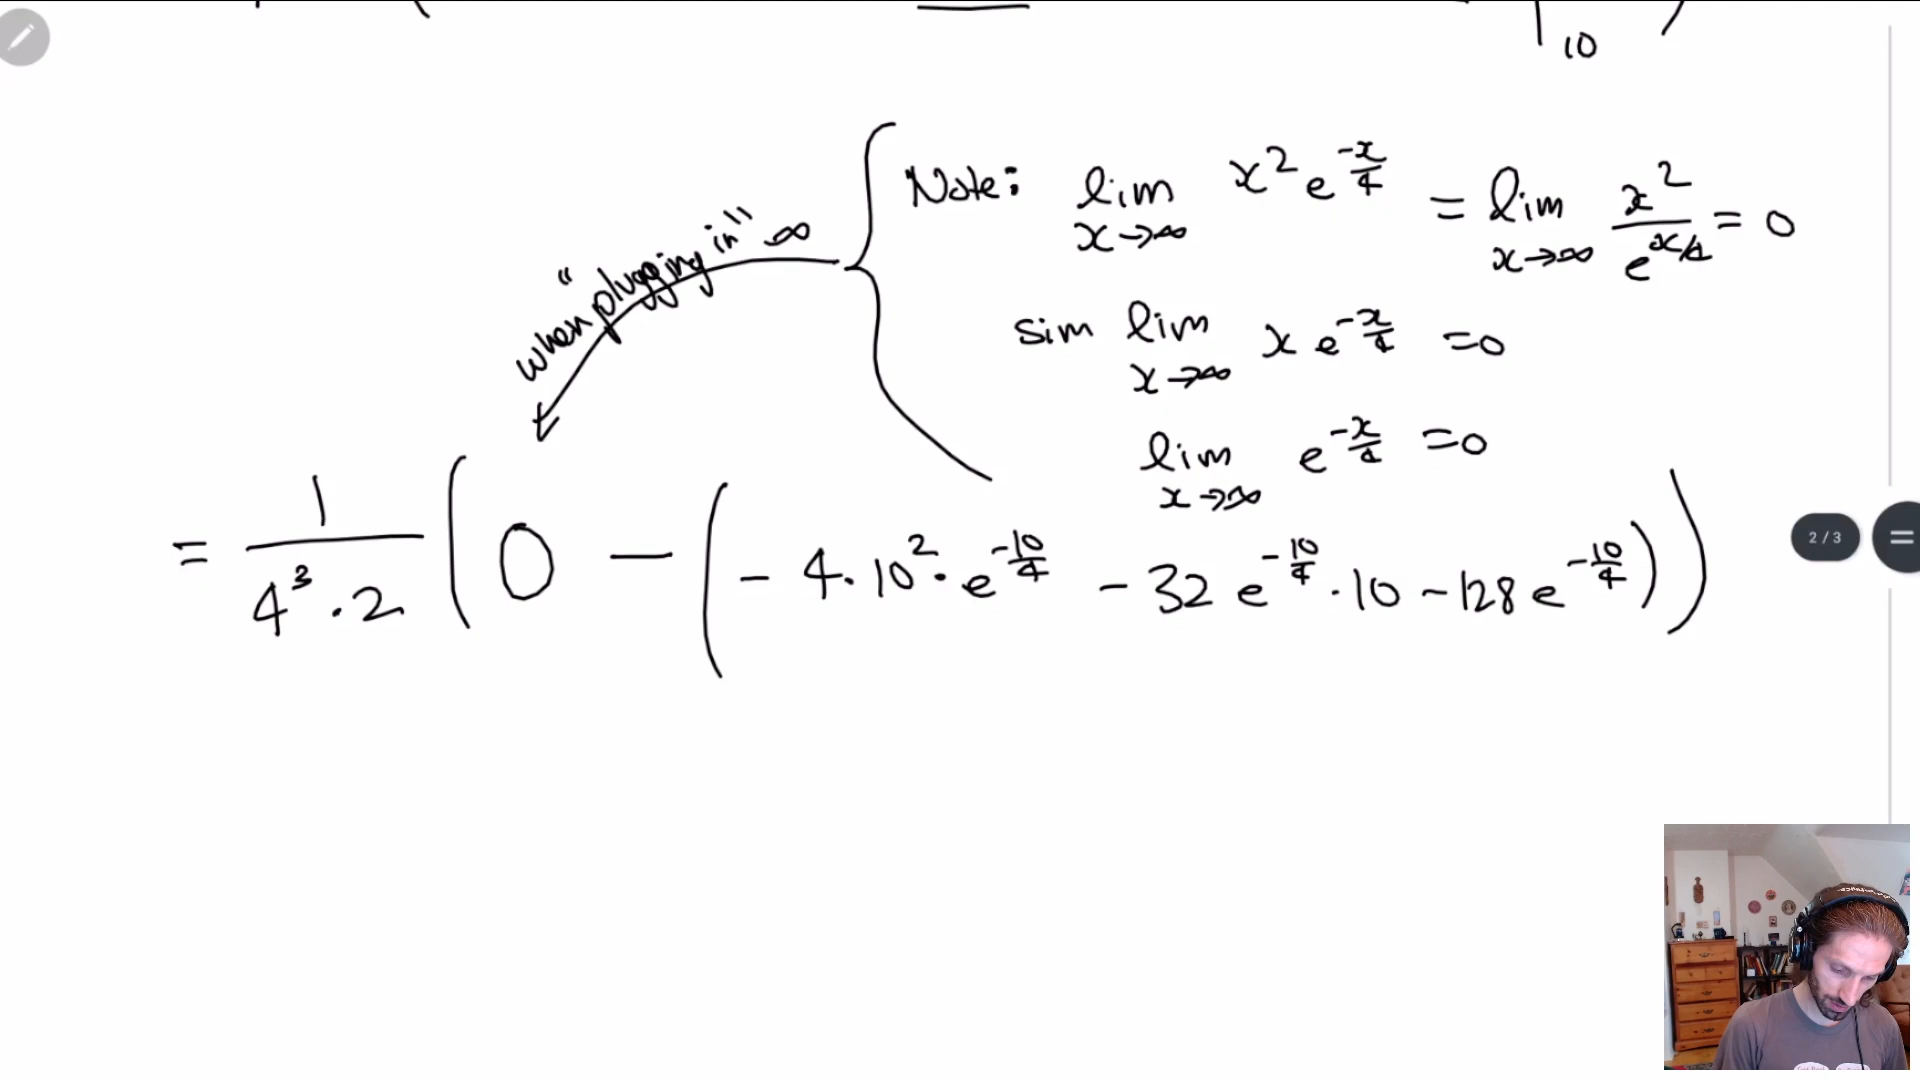 10
Note: lim x→∞ x² e^(-x/4) = lim x→∞ x²/e^(x/4) = 0
when "plugging in" ∞
sim lim x→∞ x e^(-x/4) = 0
lim x→∞ e^(-x/4) = 0
= 1/(4³·2) (0 − (−4·10²·e^(-10/4) − 32 e^(-10/4)·10 − 128 e^(-10/4)))
2 / 3